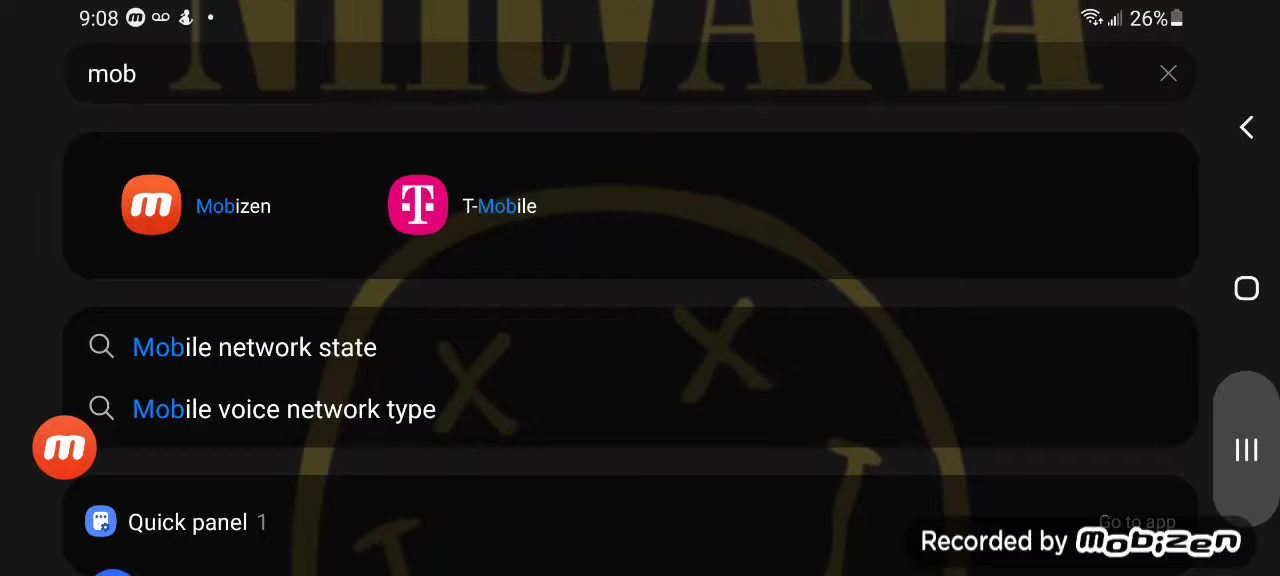 9:08 26%
NIRVANA
mob
Mobizen T-Mobile
Mobile network state
Mobile voice network type
Quick panel 1
Go to app
Recorded by mobizen